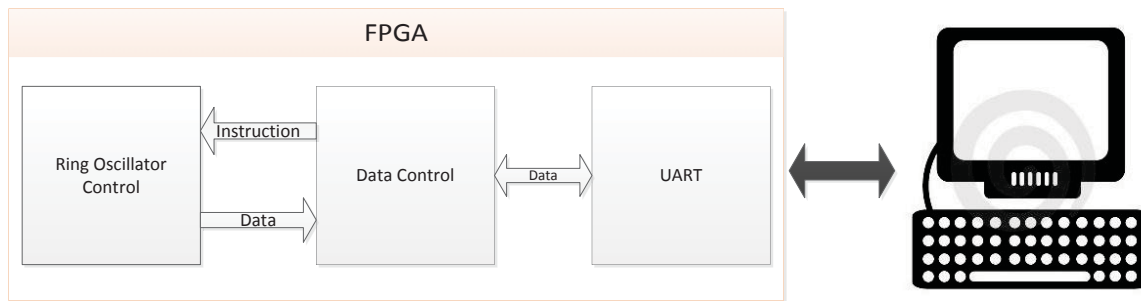 FPGA
Ring Oscillator
Control
Instruction
Data
Data Control
Data
UART